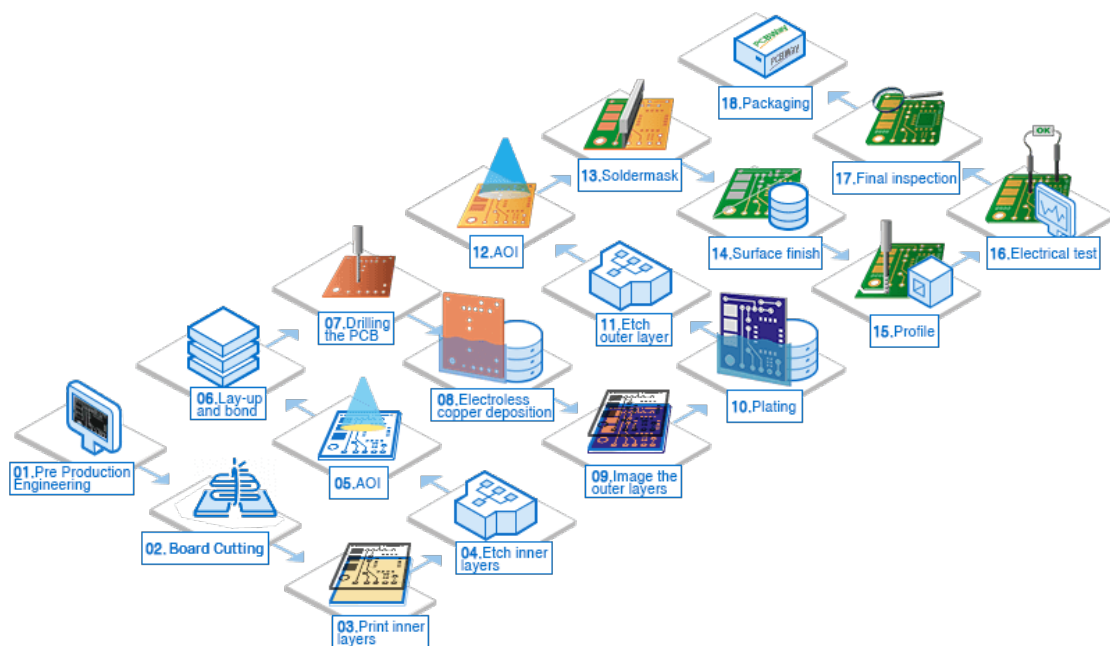 01.Pre Production
Engineering
02.Board Cutting
03.Print inner
layers
04.Etch inner
layers
05.AOI
06.Lay-up
and bond
07.Drilling
the PCB
08.Electroless
copper deposition
09.Image the
outer layers
10.Plating
11.Etch
outer layer
12.AOI
13.Soldermask
14.Surface finish
15.Profile
16.Electrical test
OK
17.Final inspection
18.Packaging
PCBWay
PCBWay